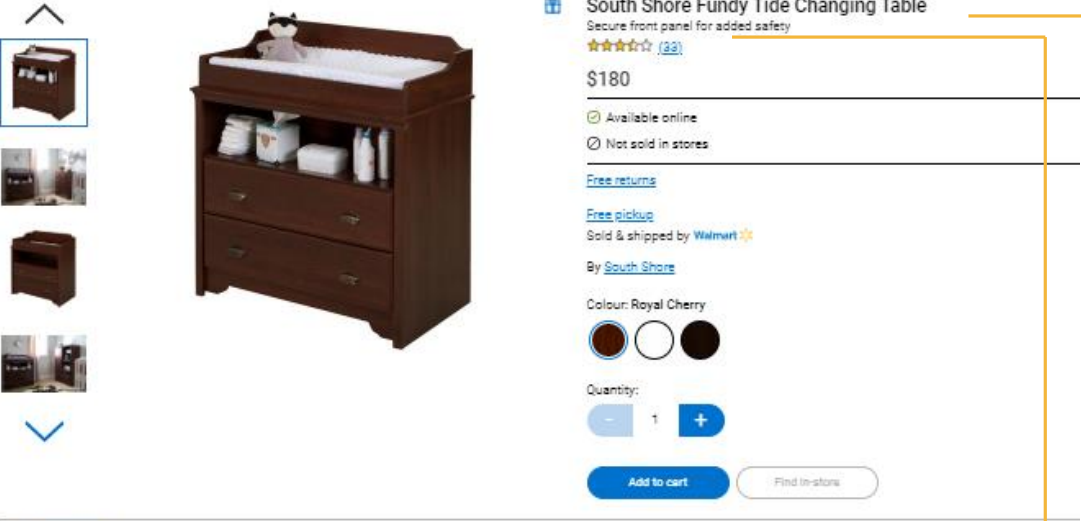 South Shore Fundy Tide Changing Table
Secure front panel for added safety
(33)
$180
Available online
Not sold in stores
Free returns
Free pickup
Sold & shipped by Walmart
By South Shore
Colour: Royal Cherry
Quantity:
- 1 +
Add to cart Find in-store